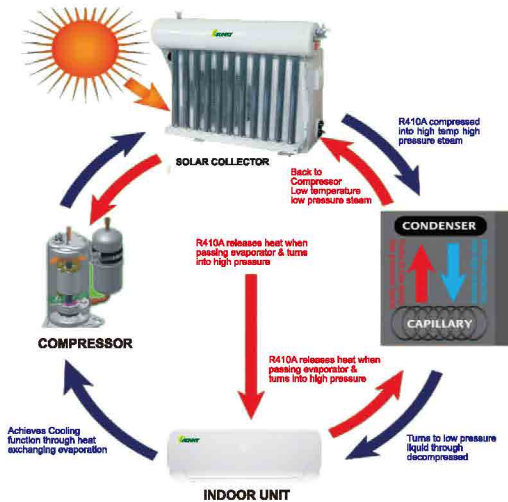 SOLAR COLLECTOR
R410A compressed
into high temp high
pressure steam
Back to
Compressor
Low temperature
low pressure steam
R410A releases heat when
passing evaporator & turns
into high pressure
CONDENSER
CAPILLARY
COMPRESSOR
R410A releases heat when
passing evaporator &
turns into high pressure
Achieves Cooling
function through heat
exchanging evaporation
Turns to low pressure
liquid through
decompressed
INDOOR UNIT